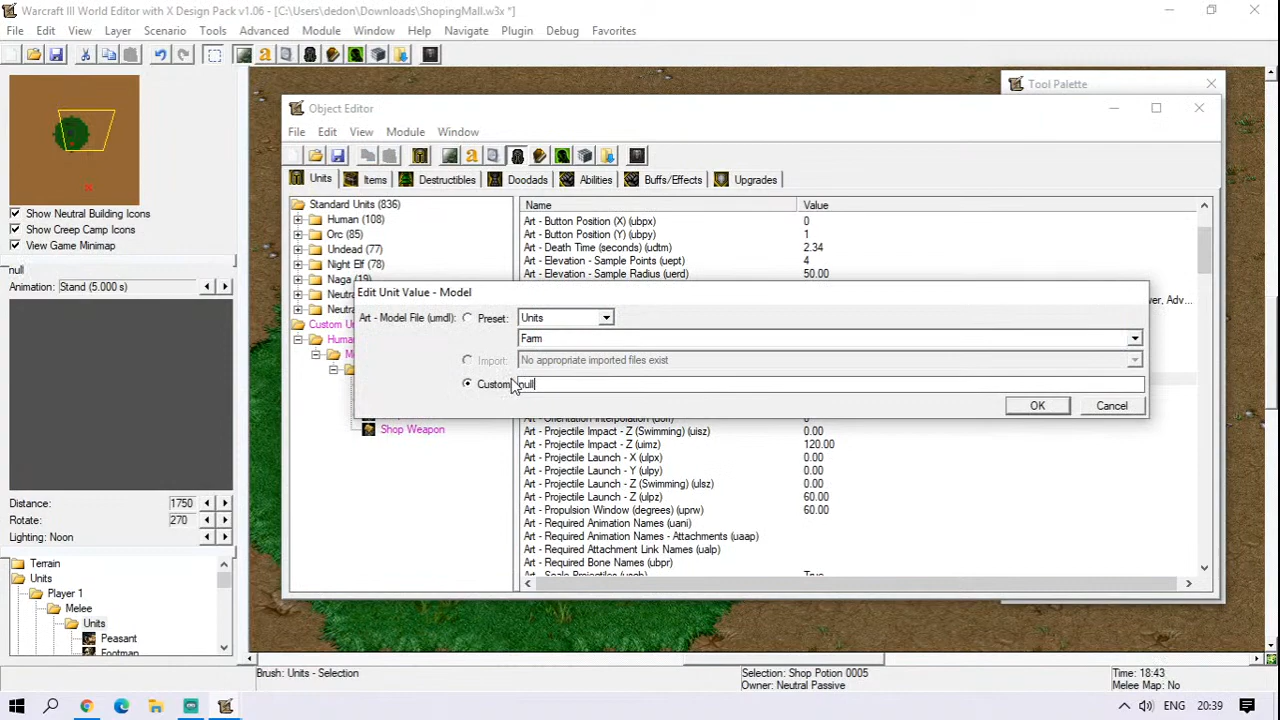 Warcraft III World Editor with X Design Pack v1.06 - [C:\Users\dedon\Downloads\ShopingMall.w3x *]
File Edit View Layer Scenario Tools Advanced Module Window Help Navigate Plugin Debug Favorites
Tool Palette
Object Editor
File Edit View Module Window
Units Items Destructibles Doodads Abilities Buffs/Effects Upgrades
Show Neutral Building Icons
Show Creep Camp Icons
View Game Minimap
null
Animation: Stand (5.000 s)
Distance: 1750
Rotate: 270
Lighting: Noon
Terrain
Units
Player 1
Melee
Units
Peasant
Footman
Standard Units (836)
Human (108)
Orc (85)
Undead (77)
Night Elf (78)
Naga (19)
Neutr
Neutr
Custom Un
Huma
M
Shop Weapon
Name Value
Art - Button Position (X) (ubpx) 0
Art - Button Position (Y) (ubpy) 1
Art - Death Time (seconds) (udtm) 2.34
Art - Elevation - Sample Points (uept) 4
Art - Elevation - Sample Radius (uerd) 50.00
wer, Av...
Edit Unit Value - Model
Art - Model File (umdl): Preset: Units
Farm
Import: No appropriate imported files exist
Custom null
OK Cancel
Art - Projectile Impact - Z (Swimming) (uisz) 0.00
Art - Projectile Impact - Z (uimz) 120.00
Art - Projectile Launch - X (ulpx) 0.00
Art - Projectile Launch - Y (ulpy) 0.00
Art - Projectile Launch - Z (Swimming) (ulsz) 0.00
Art - Projectile Launch - Z (ulpz) 60.00
Art - Propulsion Window (degrees) (uprw) 60.00
Art - Required Animation Names (uani)
Art - Required Animation Names - Attachments (uaap)
Art - Required Attachment Link Names (ualp)
Art - Required Bone Names (ubpr)
Brush: Units - Selection
Selection: Shop Potion 0005
Owner: Neutral Passive
Time: 18:43
Melee Map: No
20:39